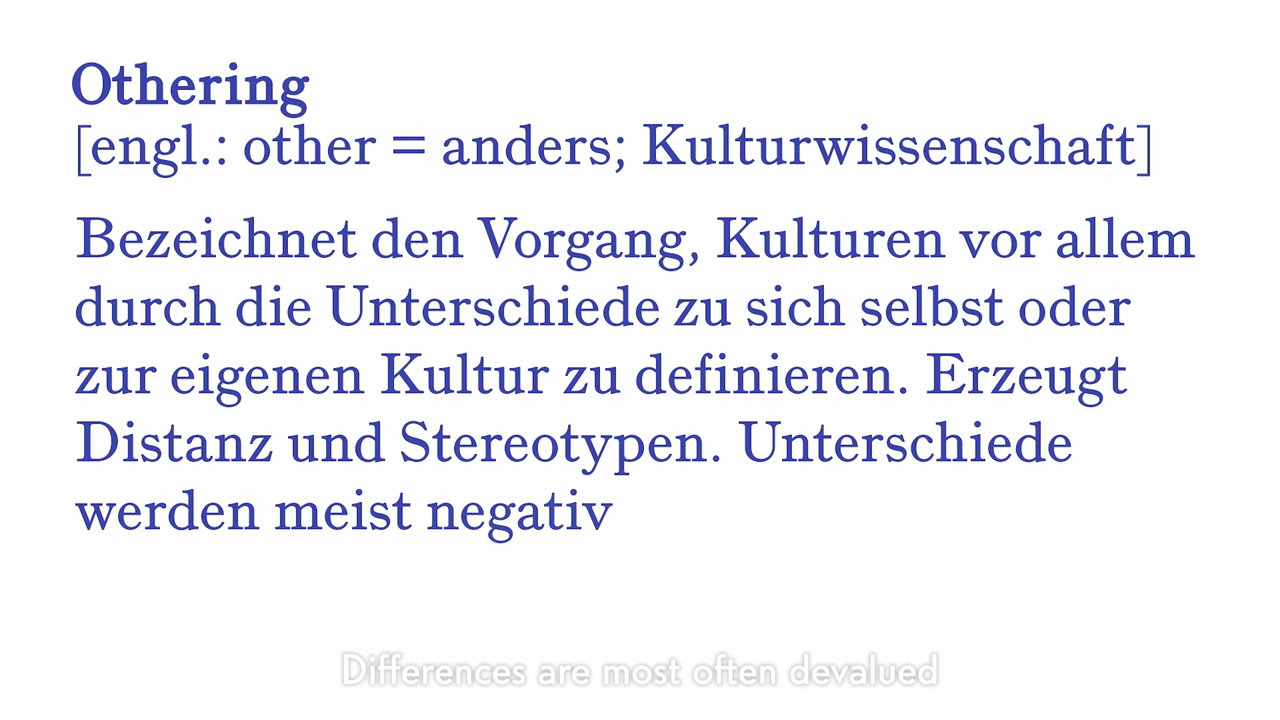 Othering
[engl.: other = anders; Kulturwissenschaft]
Bezeichnet den Vorgang, Kulturen vor allem
durch die Unterschiede zu sich selbst oder
zur eigenen Kultur zu definieren. Erzeugt
Distanz und Stereotypen. Unterschiede
werden meist negativ
Differences are most often devalued